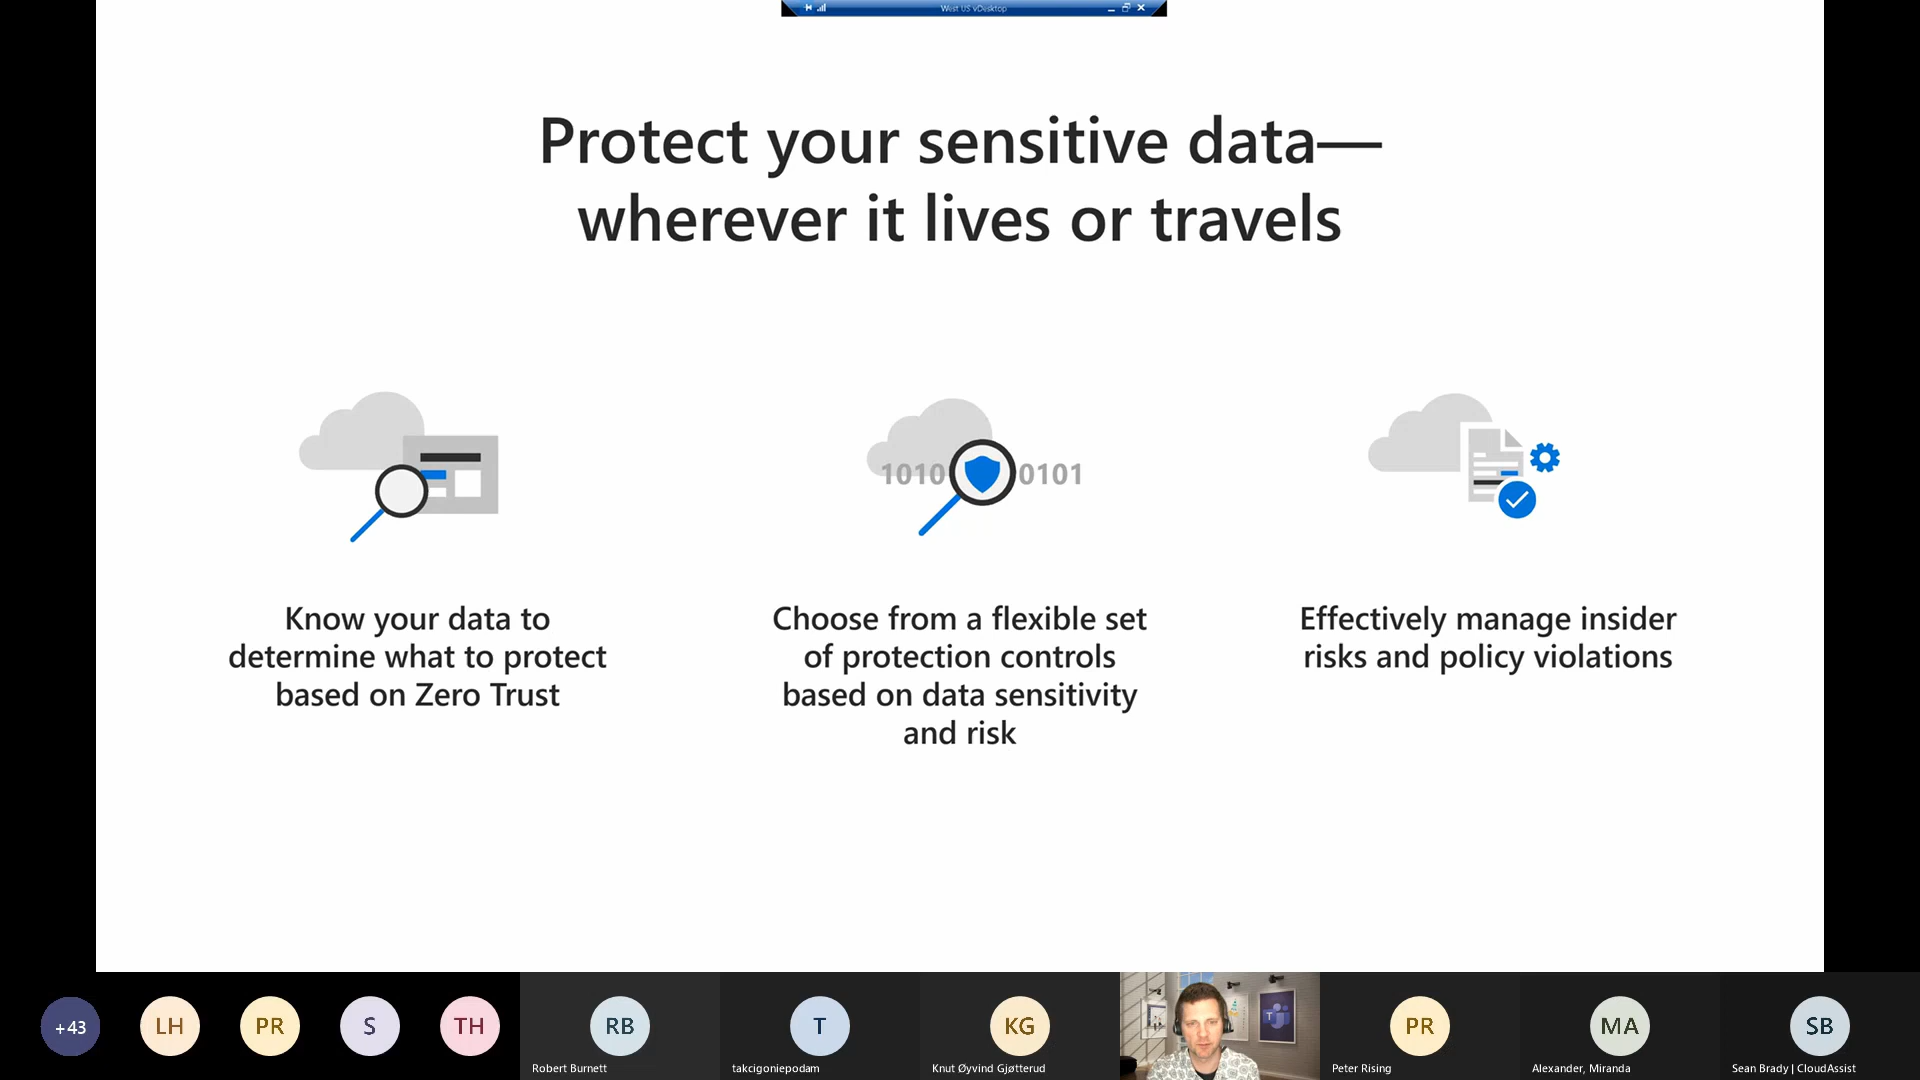 West US vDesktop
Protect your sensitive data—
wherever it lives or travels
1010
0101
Know your data to
determine what to protect
based on Zero Trust
Choose from a flexible set
of protection controls
based on data sensitivity
and risk
Effectively manage insider
risks and policy violations
+43
LH
PR
S
TH
RB
Robert Burnett
T
takcigoniepodam
KG
Knut Øyvind Gjøtterud
T
PR
Peter Rising
MA
Alexander, Miranda
SB
Sean Brady | CloudAssist